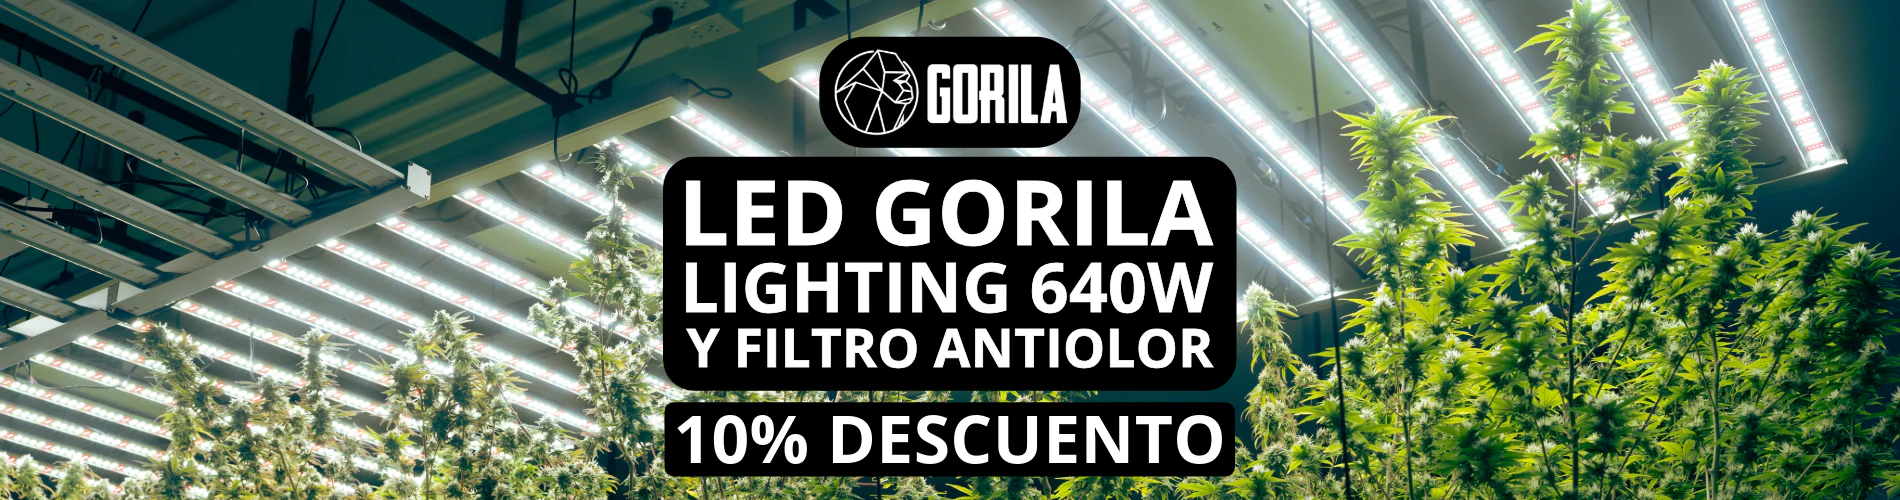 GORILA
LED GORILA
LIGHTING 640W
Y FILTRO ANTIOLOR
10% DESCUENTO